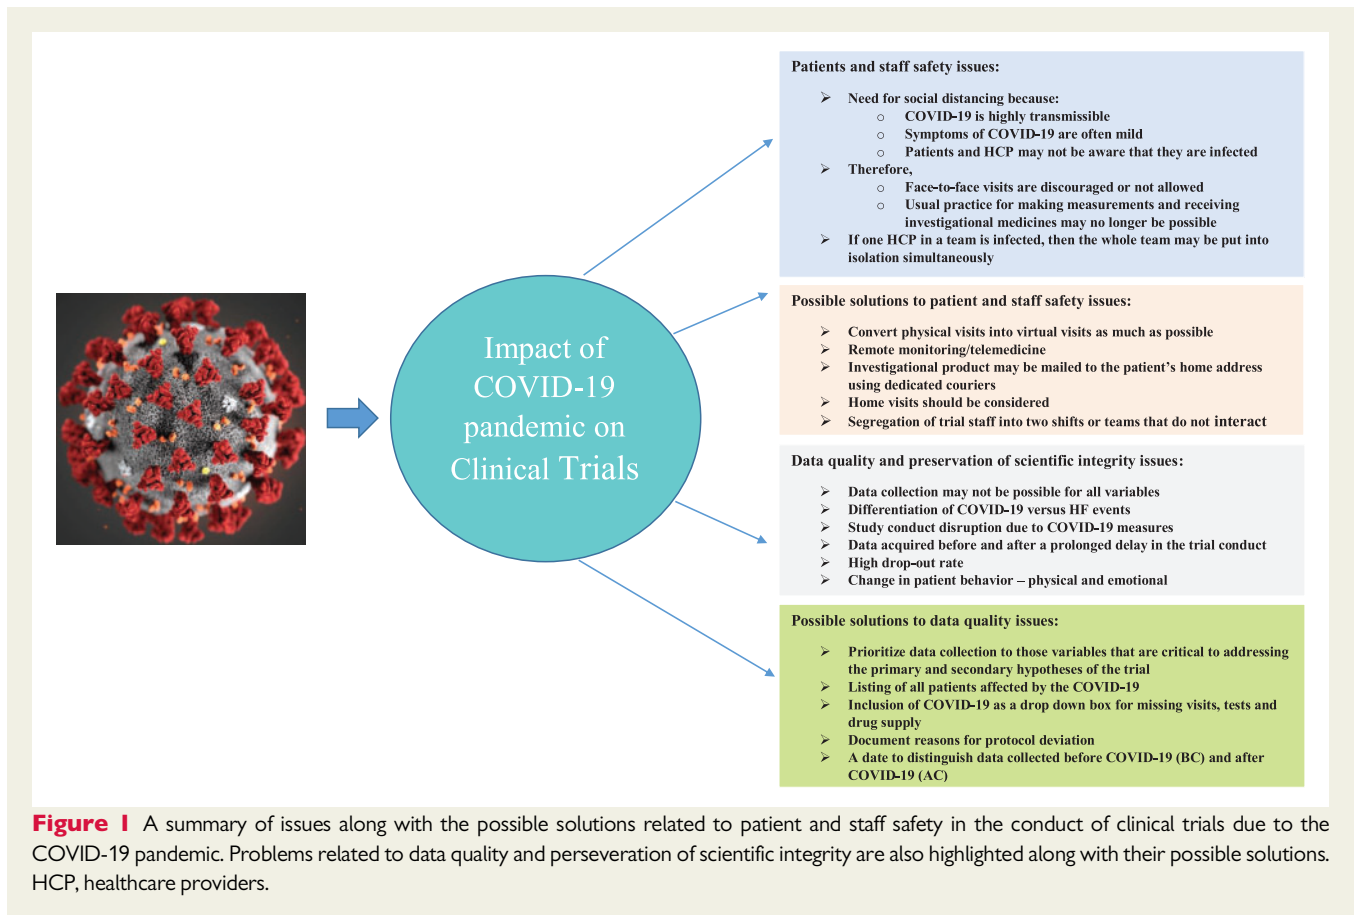 Impact of
COVID-19
pandemic on
Clinical Trials
Patients and staff safety issues:
➢ Need for social distancing because:
o COVID-19 is highly transmissible
o Symptoms of COVID-19 are often mild
o Patients and HCP may not be aware that they are infected
➢ Therefore,
o Face-to-face visits are discouraged or not allowed
o Usual practice for making measurements and receiving
investigational medicines may no longer be possible
➢ If one HCP in a team is infected, then the whole team may be put into
isolation simultaneously
Possible solutions to patient and staff safety issues:
➢ Convert physical visits into virtual visits as much as possible
➢ Remote monitoring/telemedicine
➢ Investigational product may be mailed to the patient’s home address
using dedicated couriers
➢ Home visits should be considered
➢ Segregation of trial staff into two shifts or teams that do not interact
Data quality and preservation of scientific integrity issues:
➢ Data collection may not be possible for all variables
➢ Differentiation of COVID-19 versus HF events
➢ Study conduct disruption due to COVID-19 measures
➢ Data acquired before and after a prolonged delay in the trial conduct
➢ High drop-out rate
➢ Change in patient behavior – physical and emotional
Possible solutions to data quality issues:
➢ Prioritize data collection to those variables that are critical to addressing
the primary and secondary hypotheses of the trial
➢ Listing of all patients affected by the COVID-19
➢ Inclusion of COVID-19 as a drop down box for missing visits, tests and
drug supply
➢ Document reasons for protocol deviation
➢ A date to distinguish data collected before COVID-19 (BC) and after
COVID-19 (AC)
Figure 1 A summary of issues along with the possible solutions related to patient and staff safety in the conduct of clinical trials due to the
COVID-19 pandemic. Problems related to data quality and perseveration of scientific integrity are also highlighted along with their possible solutions.
HCP, healthcare providers.